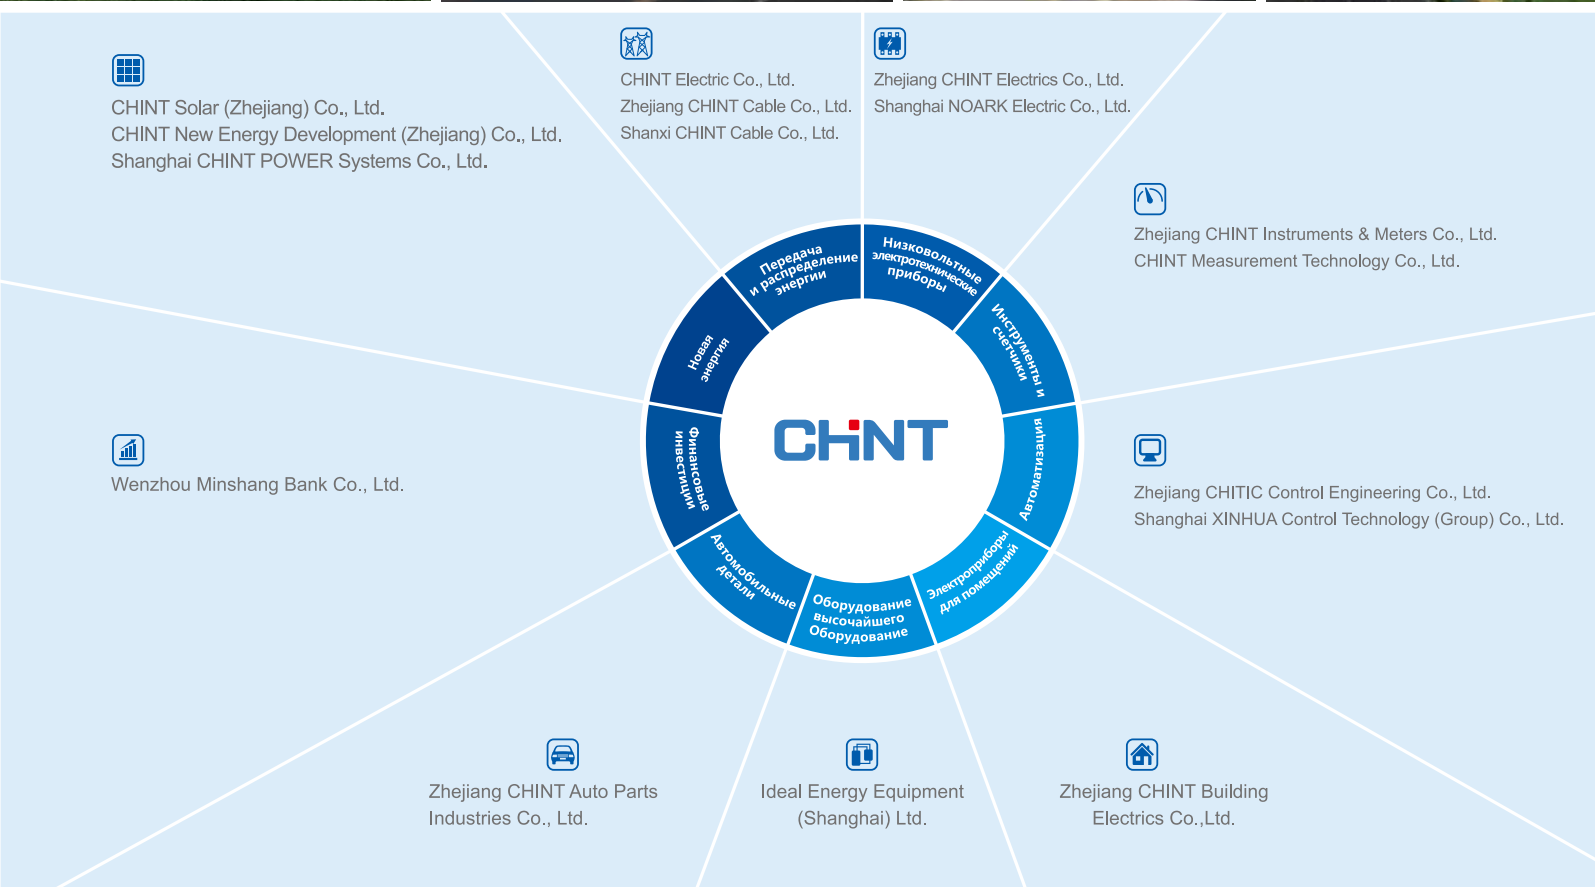 CHINT Solar (Zhejiang) Co., Ltd.
CHINT New Energy Development (Zhejiang) Co., Ltd.
Shanghai CHINT POWER Systems Co., Ltd.
CHINT Electric Co., Ltd.
Zhejiang CHINT Cable Co., Ltd.
Shanxi CHINT Cable Co., Ltd.
Zhejiang CHINT Electrics Co., Ltd.
Shanghai NOARK Electric Co., Ltd.
Zhejiang CHINT Instruments & Meters Co., Ltd.
CHINT Measurement Technology Co., Ltd.
Передача
и распределение
энергии
Низковольтные
электротехнические
приборы
Инструменты и
счетчики
Новая
энергия
CHINT
Автоматизация
Финансовые
инвестиции
Wenzhou Minshang Bank Co., Ltd.
Zhejiang CHITIC Control Engineering Co., Ltd.
Shanghai XINHUA Control Technology (Group) Co., Ltd.
Автомобильные
детали
Оборудование
высочайшего
Оборудование
Электроприборы
для помещений
Zhejiang CHINT Auto Parts
Industries Co., Ltd.
Ideal Energy Equipment
(Shanghai) Ltd.
Zhejiang CHINT Building
Electrics Co.,Ltd.